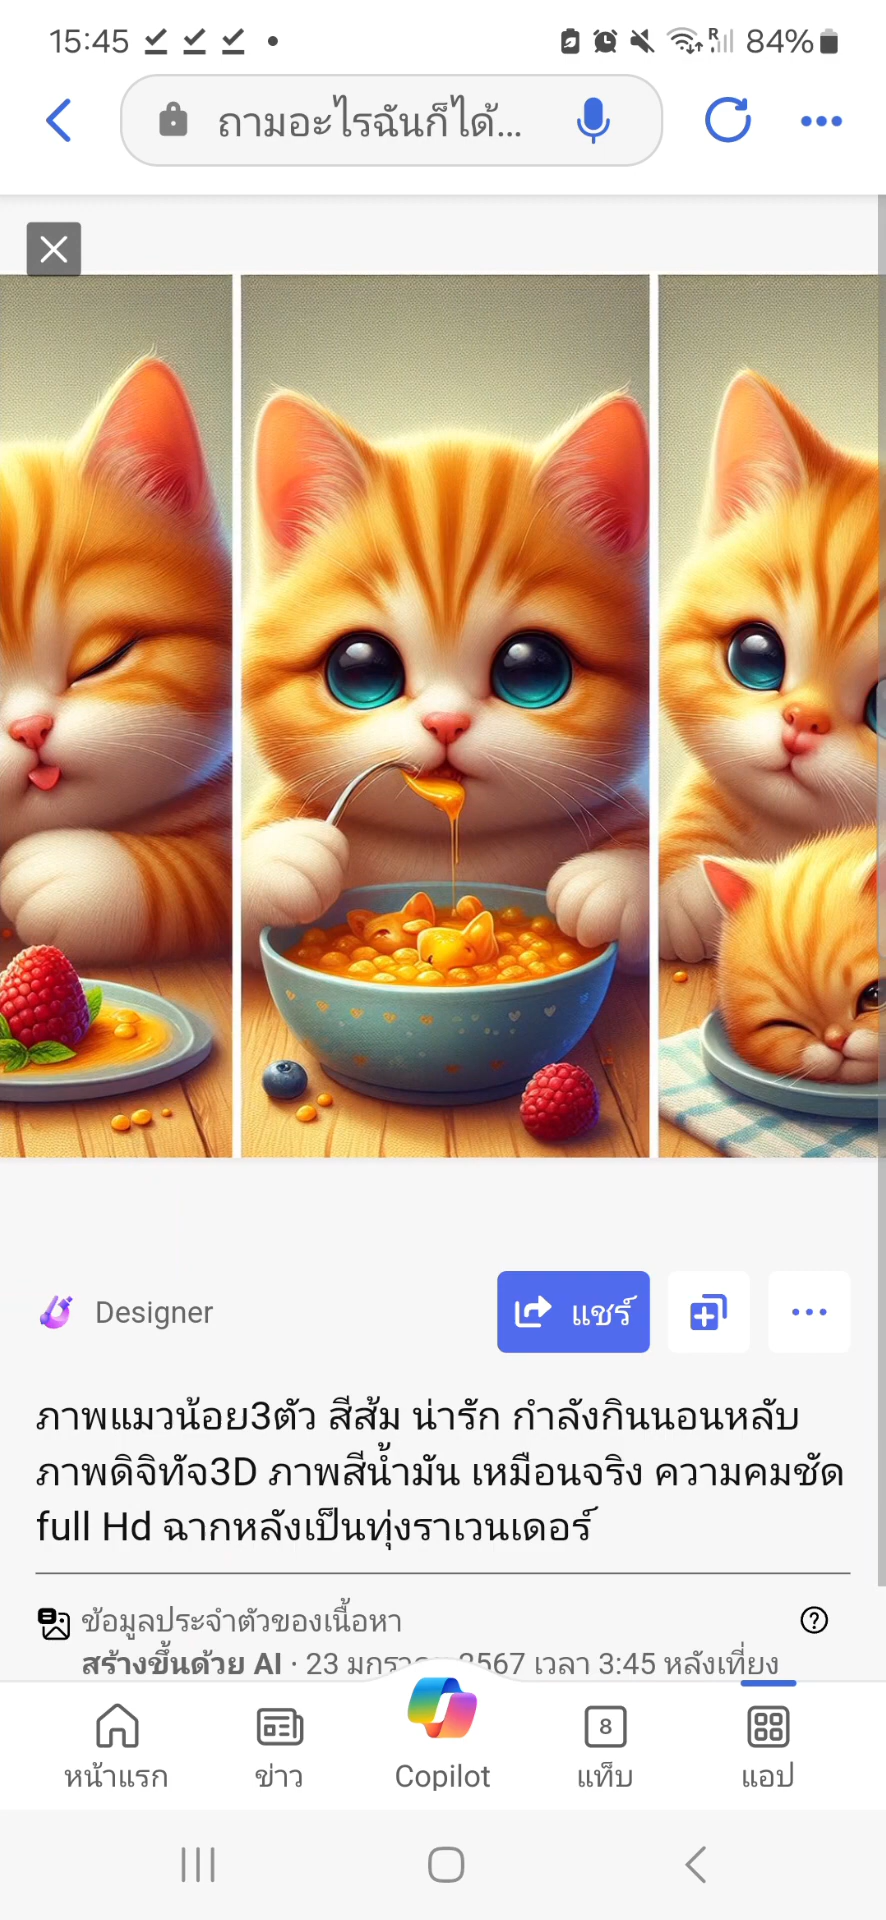 15:45
R
84%
ถามอะไรฉันก็ได้...
Designer
แชร์
ภาพแมวน้อย3ตัว สีส้ม น่ารัก กำลังกินนอนหลับ
ภาพดิจิทัจ3D ภาพสีน้ำมัน เหมือนจริง ความคมชัด
full Hd ฉากหลังเป็นทุ่งราเวนเดอร์
ข้อมูลประจำตัวของเนื้อหา
สร้างขึ้นด้วย AI · 23 2567 เวลา 3:45 หลังเที่ยง
8
หน้าแรก
ข่าว
Copilot
แท็บ
แอป